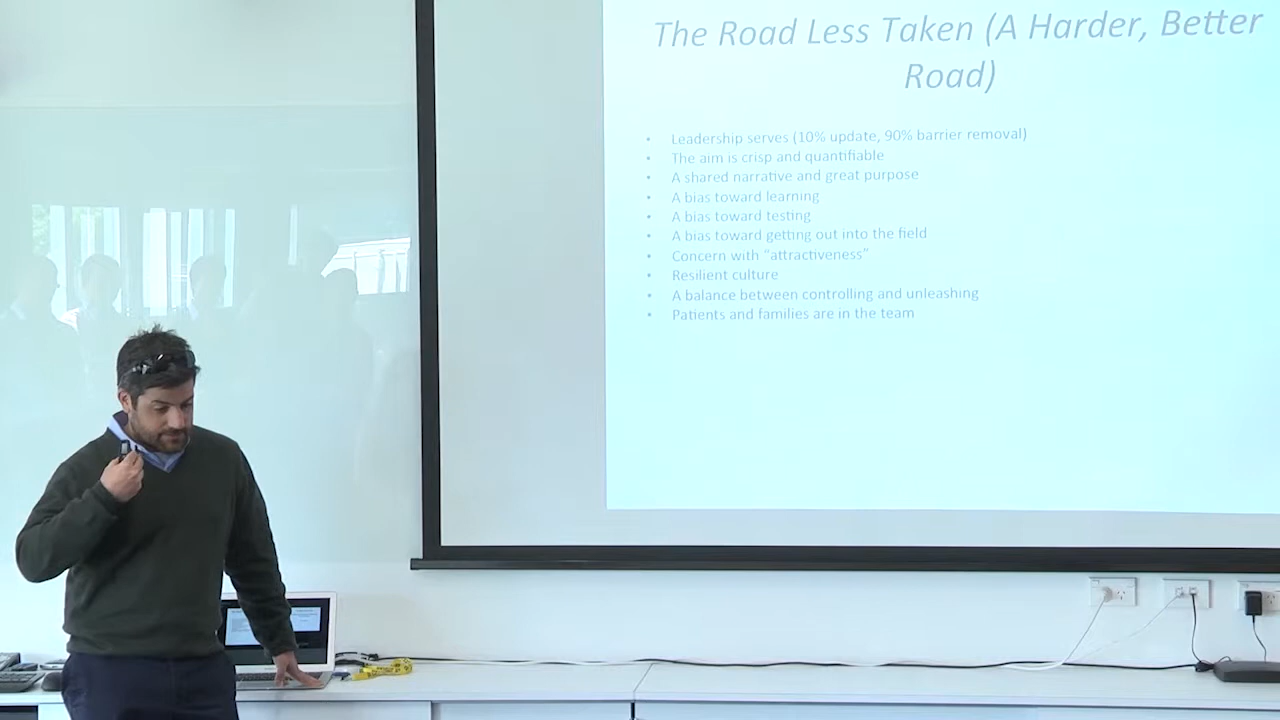 The Road Less Taken (A Harder, Better
Road)
• Leadership serves (10% update, 90% barrier removal)
• The aim is crisp and quantifiable
• A shared narrative and great purpose
• A bias toward learning
• A bias toward testing
• A bias toward getting out into the field
• Concern with “attractiveness”
• Resilient culture
• A balance between controlling and unleashing
• Patients and families are in the team